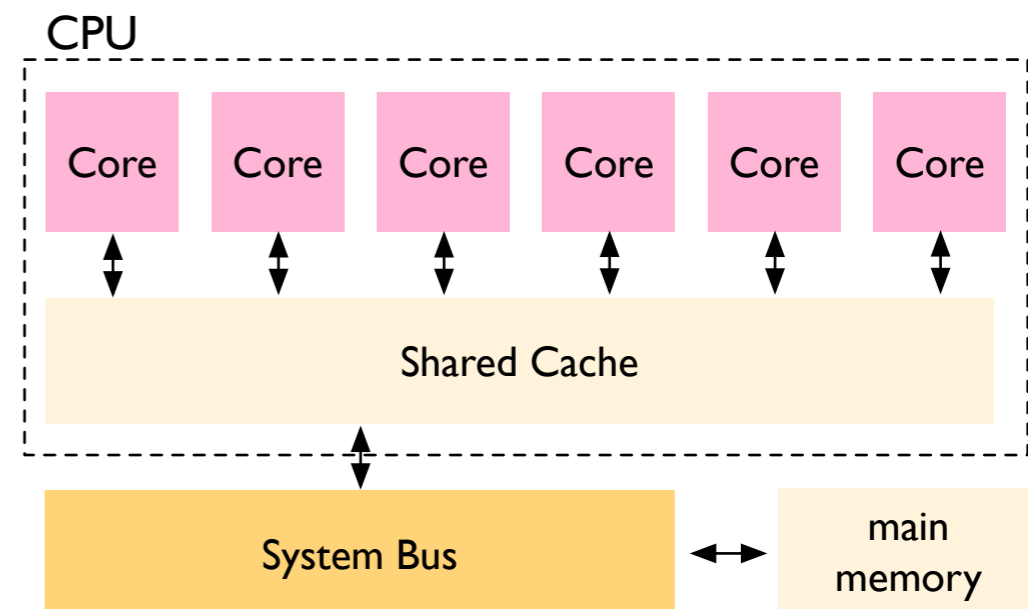 CPU
Core Core Core Core Core Core
Shared Cache
System Bus
main
memory